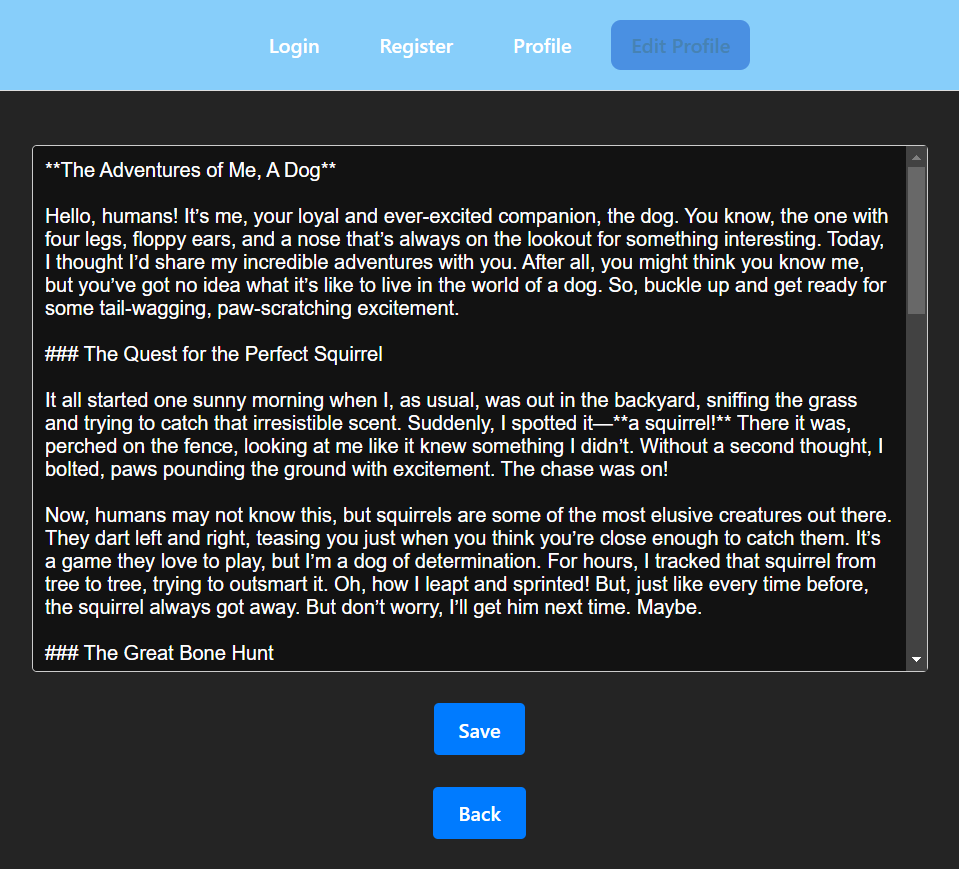 Login Register Profile Edit Profile
**The Adventures of Me, A Dog**
Hello, humans! It’s me, your loyal and ever-excited companion, the dog. You know, the one with
four legs, floppy ears, and a nose that’s always on the lookout for something interesting. Today,
I thought I’d share my incredible adventures with you. After all, you might think you know me,
but you’ve got no idea what it’s like to live in the world of a dog. So, buckle up and get ready for
some tail-wagging, paw-scratching excitement.
### The Quest for the Perfect Squirrel
It all started one sunny morning when I, as usual, was out in the backyard, sniffing the grass
and trying to catch that irresistible scent. Suddenly, I spotted it—**a squirrel!** There it was,
perched on the fence, looking at me like it knew something I didn’t. Without a second thought, I
bolted, paws pounding the ground with excitement. The chase was on!
Now, humans may not know this, but squirrels are some of the most elusive creatures out there.
They dart left and right, teasing you just when you think you’re close enough to catch them. It’s
a game they love to play, but I’m a dog of determination. For hours, I tracked that squirrel from
tree to tree, trying to outsmart it. Oh, how I leapt and sprinted! But, just like every time before,
the squirrel always got away. But don’t worry, I’ll get him next time. Maybe.
### The Great Bone Hunt
Save
Back